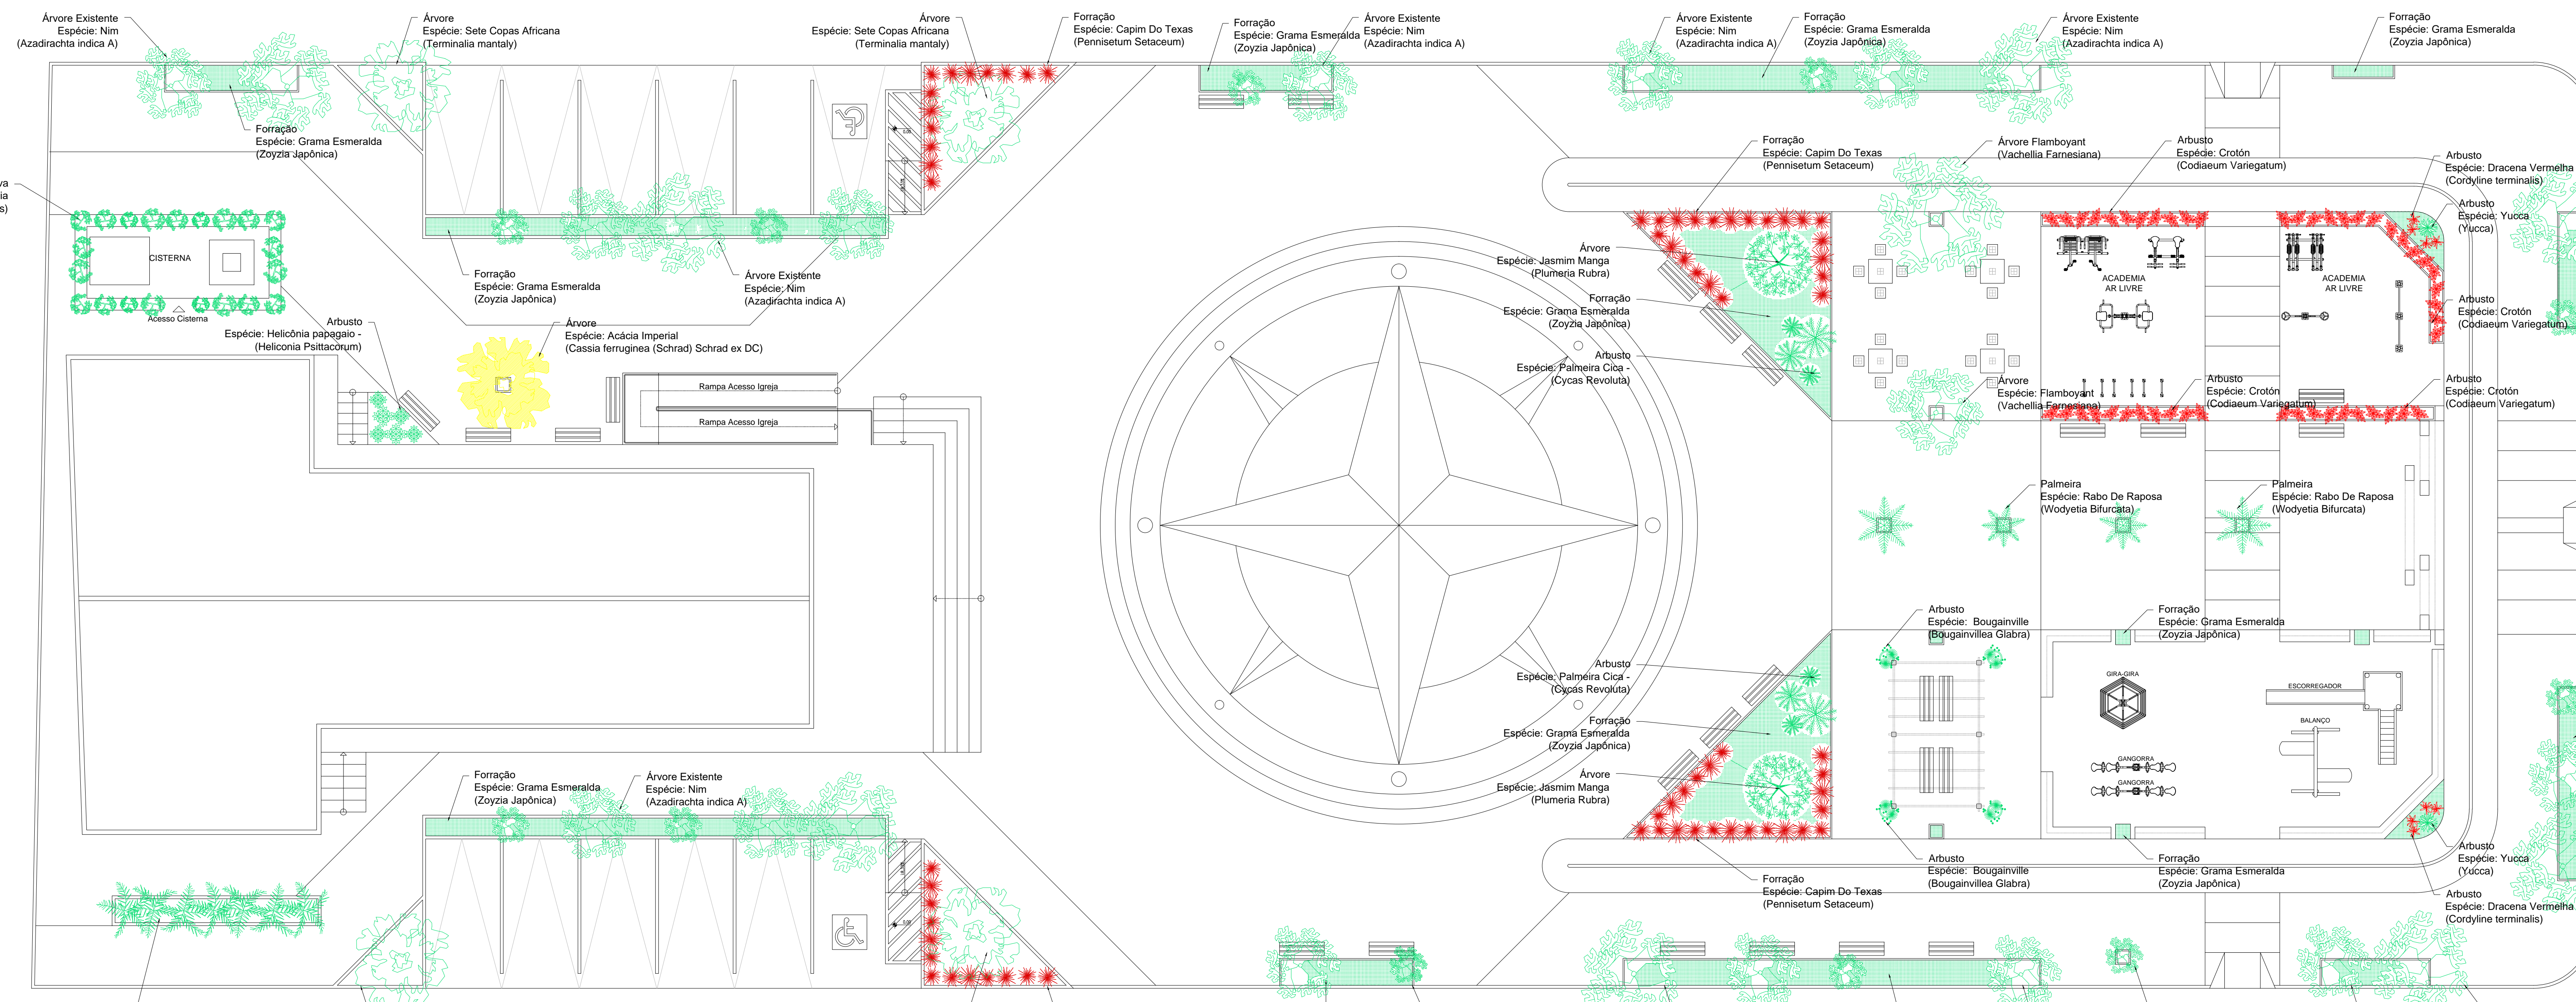 Árvore Existente
Espécie: Nim
(Azadirachta indica A)
Árvore
Espécie: Sete Copas Africana
(Terminalia mantaly)
Árvore
Espécie: Sete Copas Africana
(Terminalia mantaly)
Forração
Espécie: Capim Do Texas
(Pennisetum Setaceum)
Forração
Espécie: Grama Esmeralda
(Zoyzia Japônica)
Árvore Existente
Espécie: Nim
(Azadirachta indica A)
Árvore Existente
Espécie: Nim
(Azadirachta indica A)
Forração
Espécie: Grama Esmeralda
(Zoyzia Japônica)
Árvore Existente
Espécie: Nim
(Azadirachta indica A)
Forração
Espécie: Grama Esmeralda
(Zoyzia Japônica)
Forração
Espécie: Grama Esmeralda
(Zoyzia Japônica)
0,00
Forração
Espécie: Capim Do Texas
(Pennisetum Setaceum)
Árvore Flamboyant
(Vachellia Farnesiana)
Arbusto
Espécie: Crotón
(Codiaeum Variegatum)
Arbusto
Espécie: Dracena Vermelha
(Cordyline terminalis)
va
ia
s)
Arbusto
Espécie: Yucca
(Yucca)
CISTERNA
Acesso Cisterna
Forração
Espécie: Grama Esmeralda
(Zoyzia Japônica)
Árvore Existente
Espécie: Nim
(Azadirachta indica A)
Árvore
Espécie: Jasmim Manga
(Plumeria Rubra)
ACADEMIA
AR LIVRE
ACADEMIA
AR LIVRE
Forração
Espécie: Grama Esmeralda
(Zoyzia Japônica)
Arbusto
Espécie: Crotón
(Codiaeum Variegatum)
Arbusto
Espécie: Helicônia papagaio -
(Heliconia Psittacorum)
Árvore
Espécie: Acácia Imperial
(Cassia ferruginea (Schrad) Schrad ex DC)
Arbusto
Espécie: Palmeira Cica -
(Cycas Revoluta)
Rampa Acesso Igreja
Rampa Acesso Igreja
Árvore
Espécie: Flamboyant
(Vachellia Farnesiana)
Arbusto
Espécie: Crotón
(Codiaeum Variegatum)
Arbusto
Espécie: Crotón
(Codiaeum Variegatum)
Palmeira
Espécie: Rabo De Raposa
(Wodyetia Bifurcata)
Palmeira
Espécie: Rabo De Raposa
(Wodyetia Bifurcata)
Arbusto
Espécie: Bougainville
(Bougainvillea Glabra)
Forração
Espécie: Grama Esmeralda
(Zoyzia Japônica)
Arbusto
Espécie: Palmeira Cica -
(Cycas Revoluta)
GIRA-GIRA
ESCORREGADOR
BALANÇO
Forração
Espécie: Grama Esmeralda
(Zoyzia Japônica)
GANGORRA
GANGORRA
Árvore
Espécie: Jasmim Manga
(Plumeria Rubra)
Forração
Espécie: Grama Esmeralda
(Zoyzia Japônica)
Árvore Existente
Espécie: Nim
(Azadirachta indica A)
Arbusto
Espécie: Yucca
(Yucca)
Forração
Espécie: Capim Do Texas
(Pennisetum Setaceum)
Arbusto
Espécie: Bougainville
(Bougainvillea Glabra)
Forração
Espécie: Grama Esmeralda
(Zoyzia Japônica)
Arbusto
Espécie: Dracena Vermelha
(Cordyline terminalis)
0,00